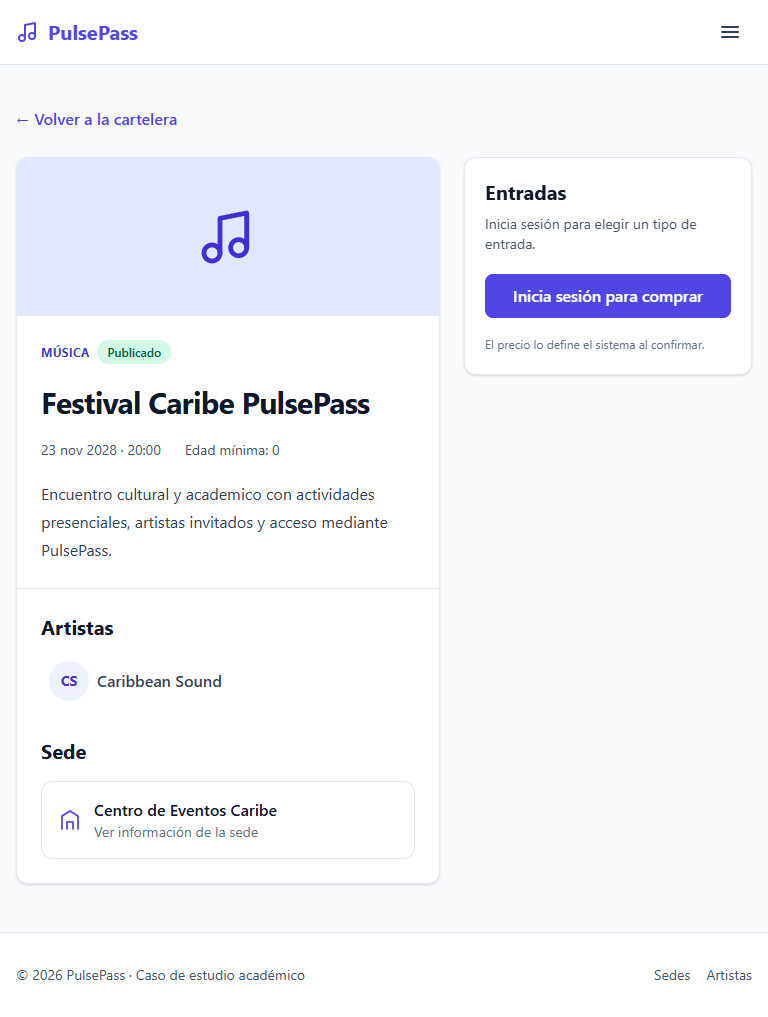 PulsePass
← Volver a la cartelera
MÚSICA Publicado
Festival Caribe PulsePass
23 nov 2028 · 20:00 Edad mínima: 0
Encuentro cultural y academico con actividades
presenciales, artistas invitados y acceso mediante
PulsePass.
Artistas
CS Caribbean Sound
Sede
Centro de Eventos Caribe
Ver información de la sede
Entradas
Inicia sesión para elegir un tipo de
entrada.
Inicia sesión para comprar
El precio lo define el sistema al confirmar.
© 2026 PulsePass · Caso de estudio académico
Sedes Artistas